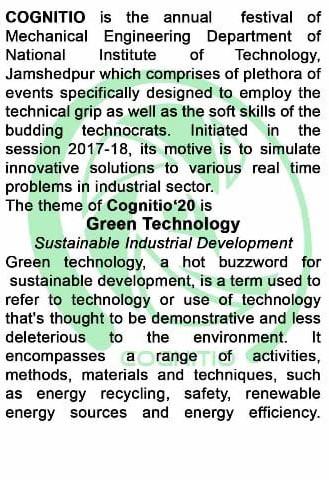 COGNITIO is the annual festival of
Mechanical Engineering Department of
National Institute of Technology,
Jamshedpur which comprises of plethora of
events specifically designed to employ the
technical grip as well as the soft skills of the
budding technocrats. Initiated in the
session 2017-18, its motive is to simulate
innovative solutions to various real time
problems in industrial sector.
The theme of Cognitio‘20 is
Green Technology
Sustainable Industrial Development
Green technology, a hot buzzword for
sustainable development, is a term used to
refer to technology or use of technology
that's thought to be demonstrative and less
deleterious to the environment. It
encompasses a range of activities,
methods, materials and techniques, such
as energy recycling, safety, renewable
energy sources and energy efficiency.
COGNITIO